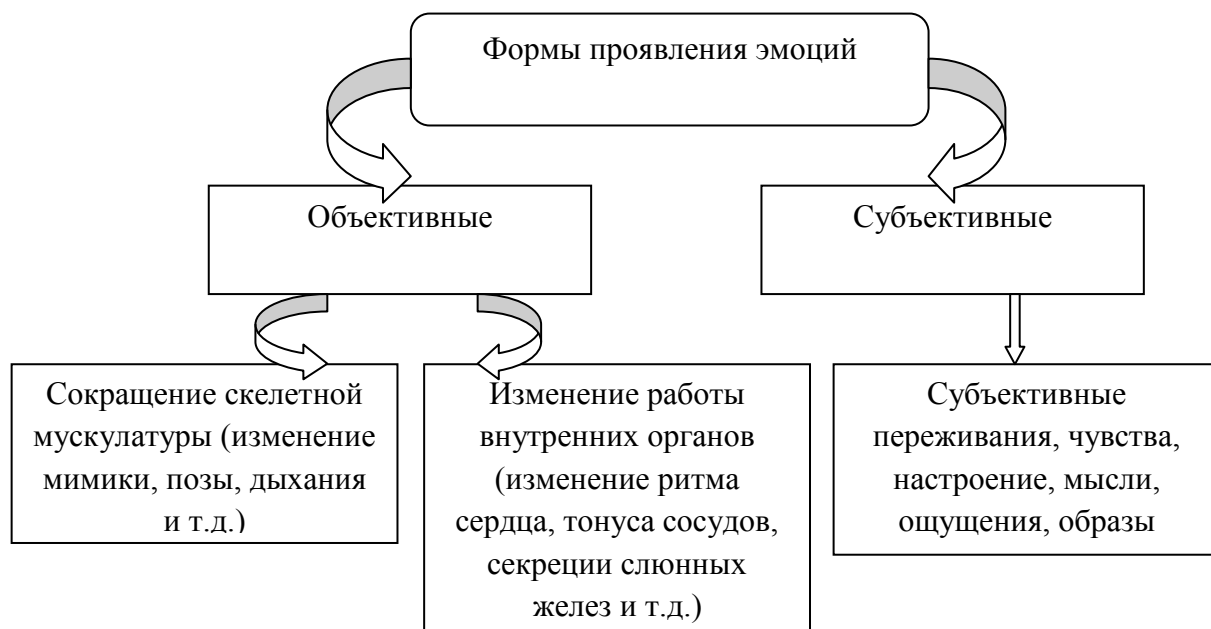 Формы проявления эмоций
Объективные
Субъективные
Сокращение скелетной
мускулатуры (изменение
мимики, позы, дыхания
и т.д.)
Изменение работы
внутренних органов
(изменение ритма
сердца, тонуса сосудов,
секреции слюнных
желез и т.д.)
Субъективные
переживания, чувства,
настроение, мысли,
ощущения, образы